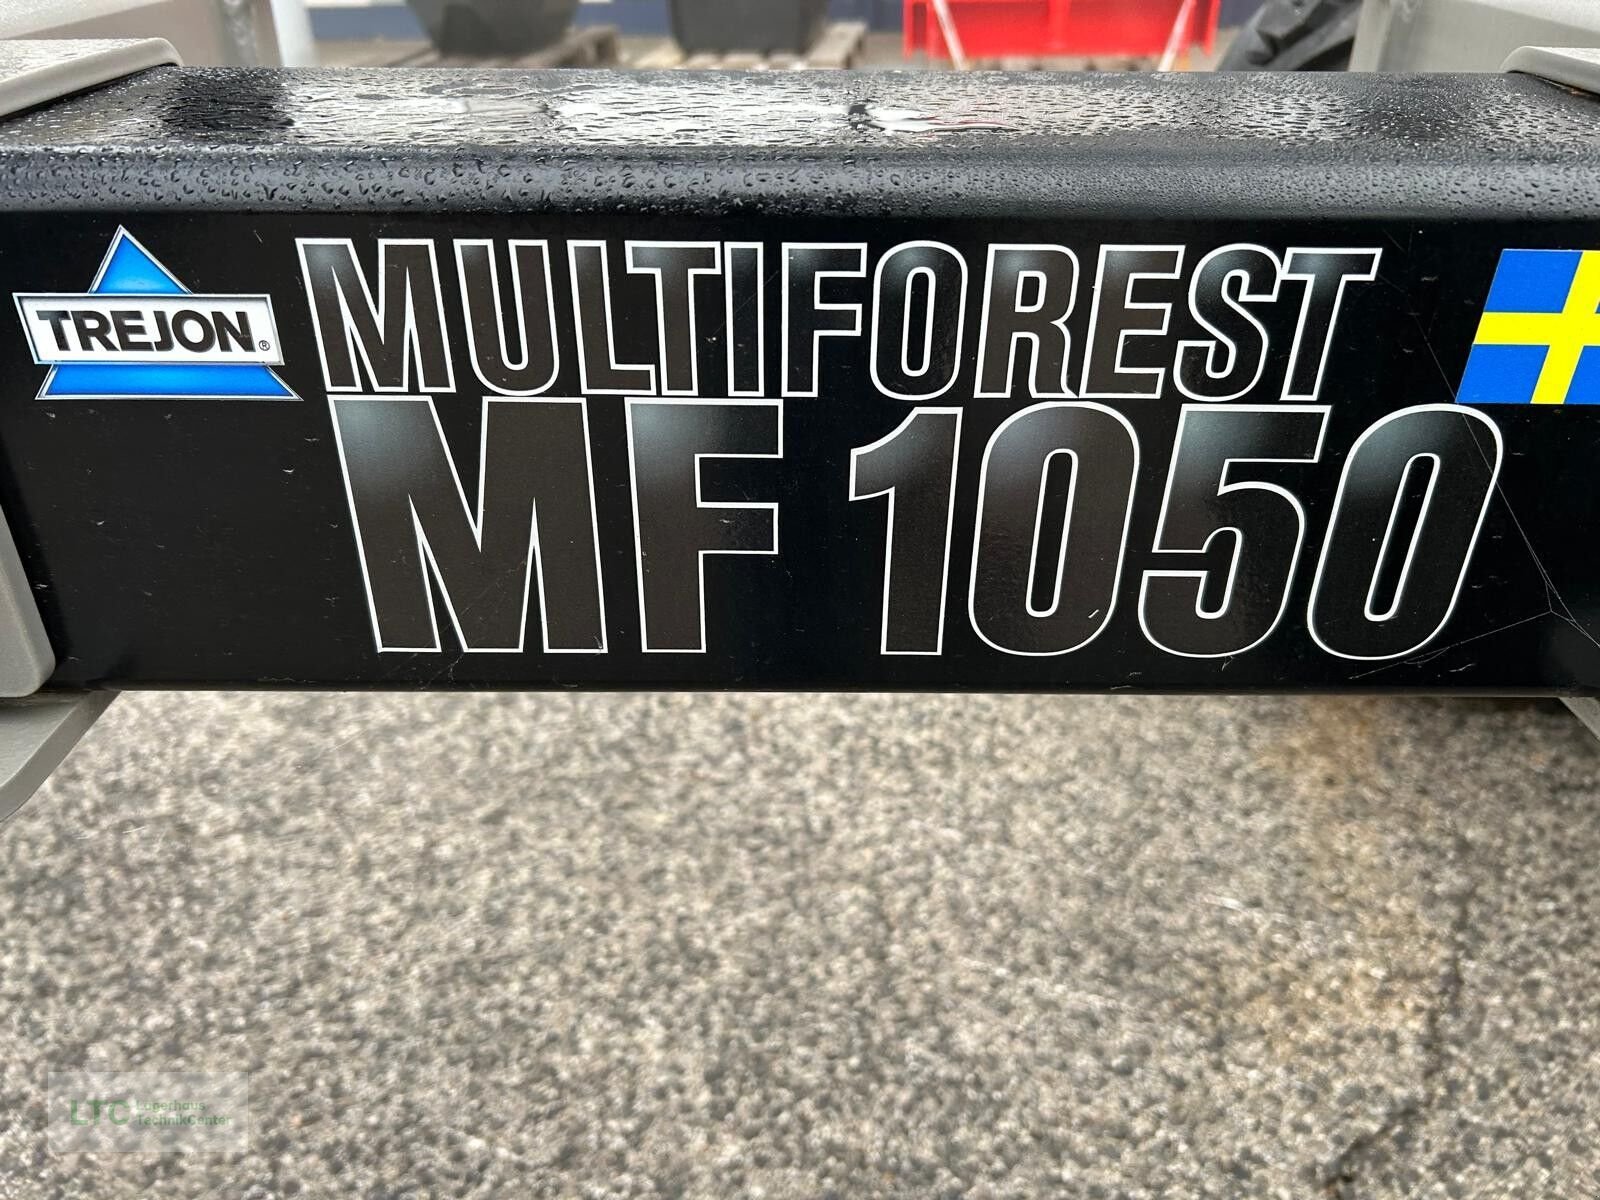 TREJON®
MULTIFOREST
MF 1050
LTC Lagerhaus
TechnikCenter